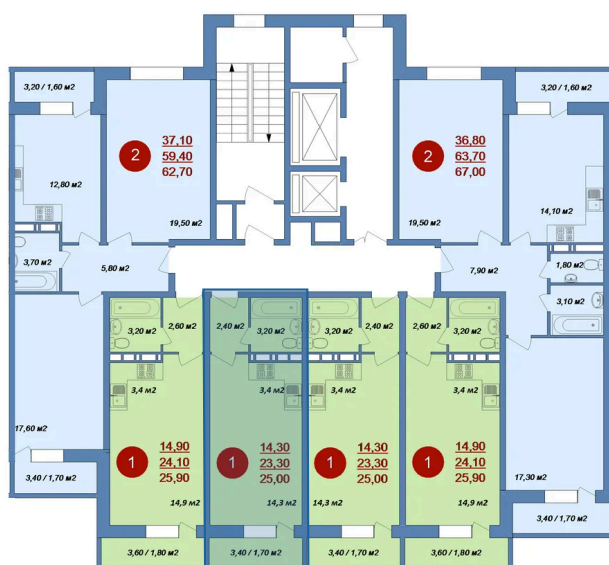 3,20 / 1,60 м2
3,20 / 1,60 м2
2
37,10
59,40
62,70
2
36,80
63,70
67,00
12,80 м2
19,50 м2
19,50 м2
14,10 м2
3,70 м2
5,80 м2
7,90 м2
1,80 м2
3,10 м2
3,20 м2
2,60 м2
2,40 м2
3,20 м2
3,20 м2
2,40 м2
2,60 м2
3,20 м2
3,4 м2
3,4 м2
3,4 м2
3,4 м2
17,60 м2
1
14,90
24,10
25,90
1
14,30
23,30
25,00
1
14,30
23,30
25,00
1
14,90
24,10
25,90
17,30 м2
14,9 м2
14,3 м2
14,3 м2
14,9 м2
3,40 / 1,70 м2
3,40 / 1,70 м2
3,60 / 1,80 м2
3,40 / 1,70 м2
3,40 / 1,70 м2
3,60 / 1,80 м2